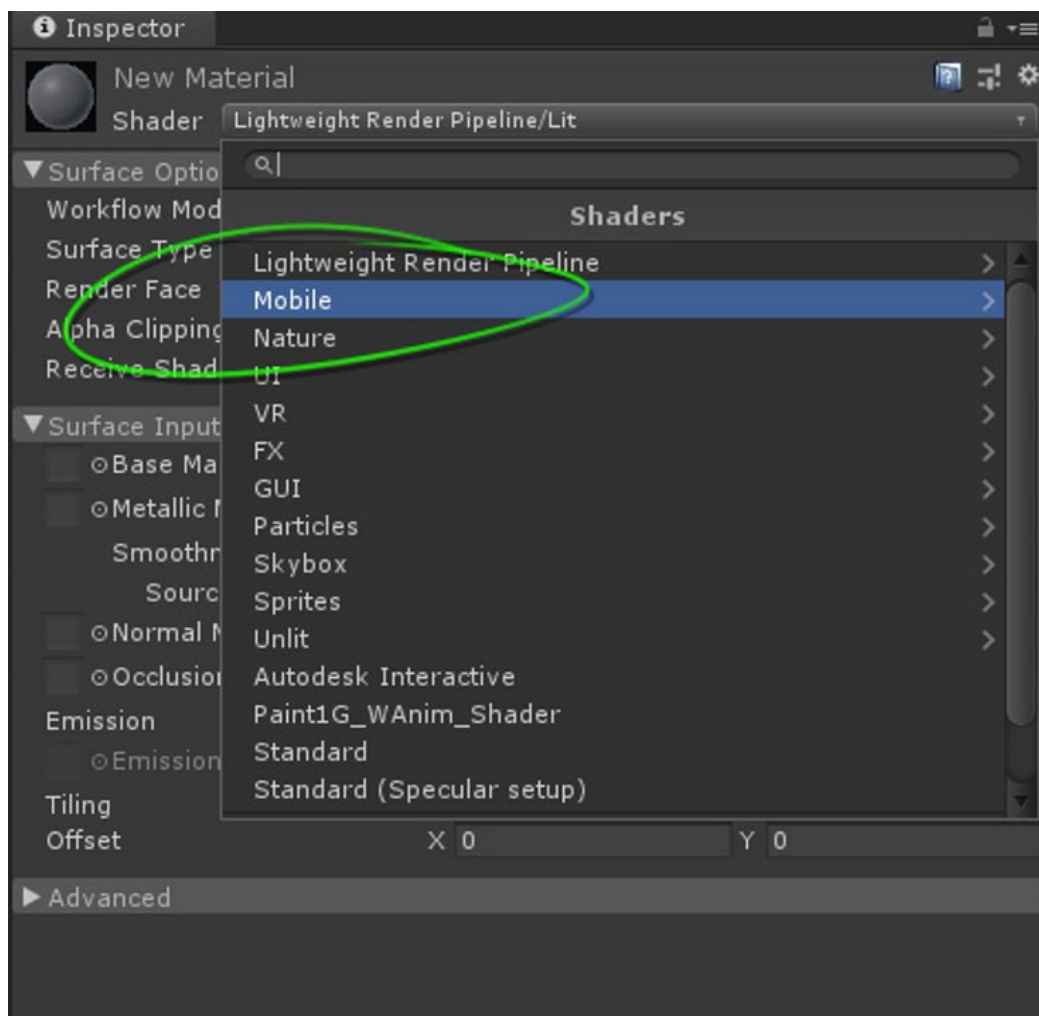 Inspector
New Material
Shader Lightweight Render Pipeline/Lit
Surface Optio
Workflow Mod
Shaders
Surface Type
Lightweight Render Pipeline
Render Face
Mobile
Alpha Clipping
Nature
Receive Shad
UI
VR
Surface Input
FX
Base Ma
GUI
Metallic M
Particles
Smoothn
Skybox
Sourc
Sprites
Normal M
Unlit
Occlusion
Autodesk Interactive
Emission
Paint1G_WAnim_Shader
Standard
Emission
Standard (Specular setup)
Tiling
Offset X 0 Y 0
Advanced